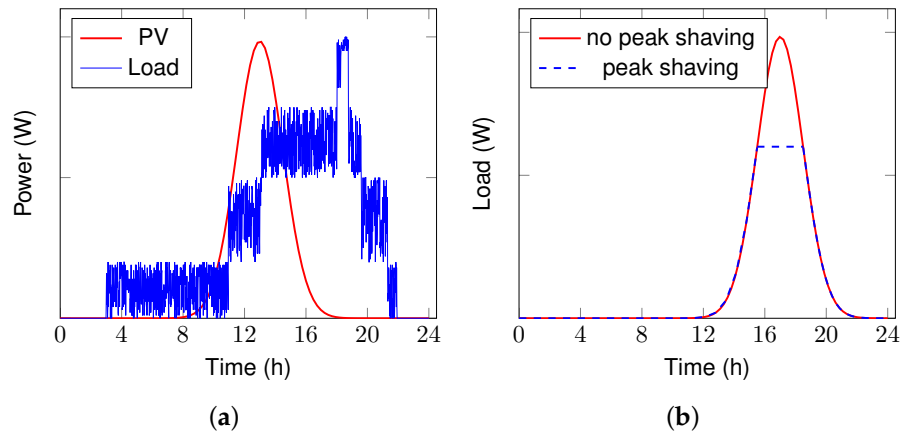 PV
Load
Power (W)
0 4 8 12 16 20 24
Time (h)
(a)
no peak shaving
peak shaving
Load (W)
0 4 8 12 16 20 24
Time (h)
(b)